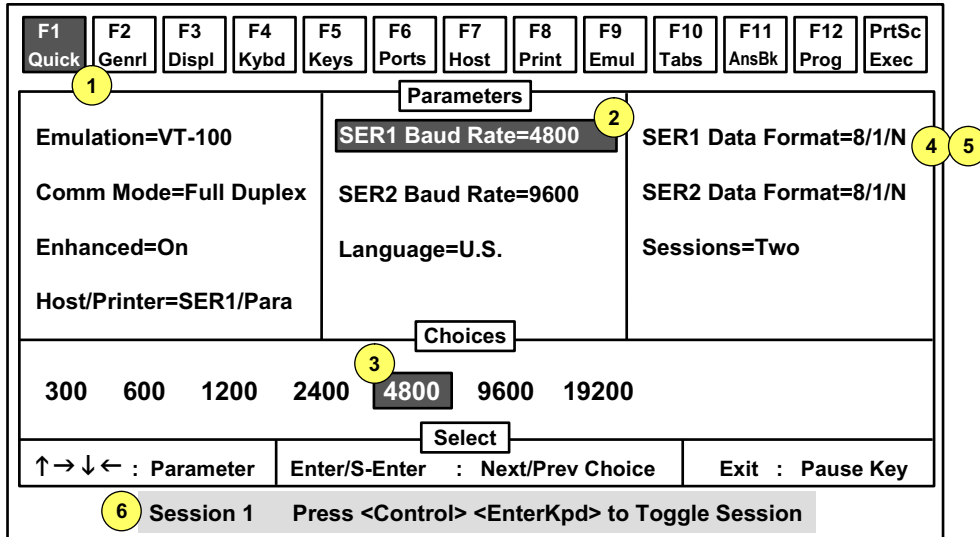 F1 F2 F3 F4 F5 F6 F7 F8 F9 F10 F11 F12 PrtSc
Quick Genrl Displ Kybd Keys Ports Host Print Emul Tabs AnsBk Prog Exec
1
Parameters
2
Emulation=VT-100 SER1 Baud Rate=4800 SER1 Data Format=8/1/N
4 5
Comm Mode=Full Duplex SER2 Baud Rate=9600 SER2 Data Format=8/1/N
Enhanced=On Language=U.S. Sessions=Two
Host/Printer=SER1/Para
Choices
3
300 600 1200 2400 4800 9600 19200
Select
↑→↓← : Parameter Enter/S-Enter : Next/Prev Choice Exit : Pause Key
6 Session 1 Press <Control> <EnterKpd> to Toggle Session